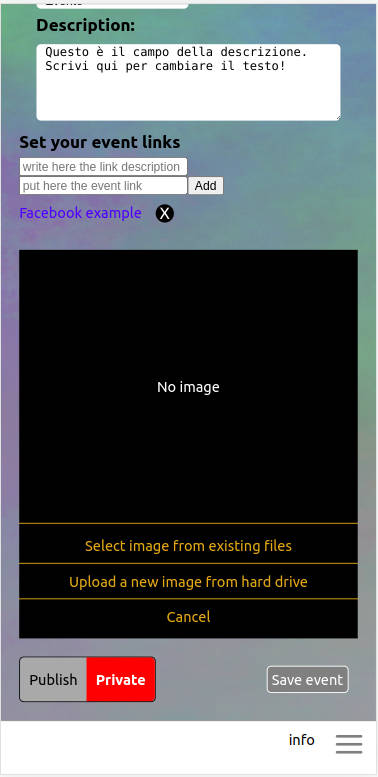 Description:
Questo è il campo della descrizione.
Scrivi qui per cambiare il testo!
Set your event links
write here the link description
put here the event link Add
Facebook example X
No image
Select image from existing files
Upload a new image from hard drive
Cancel
Publish Private Save event
info